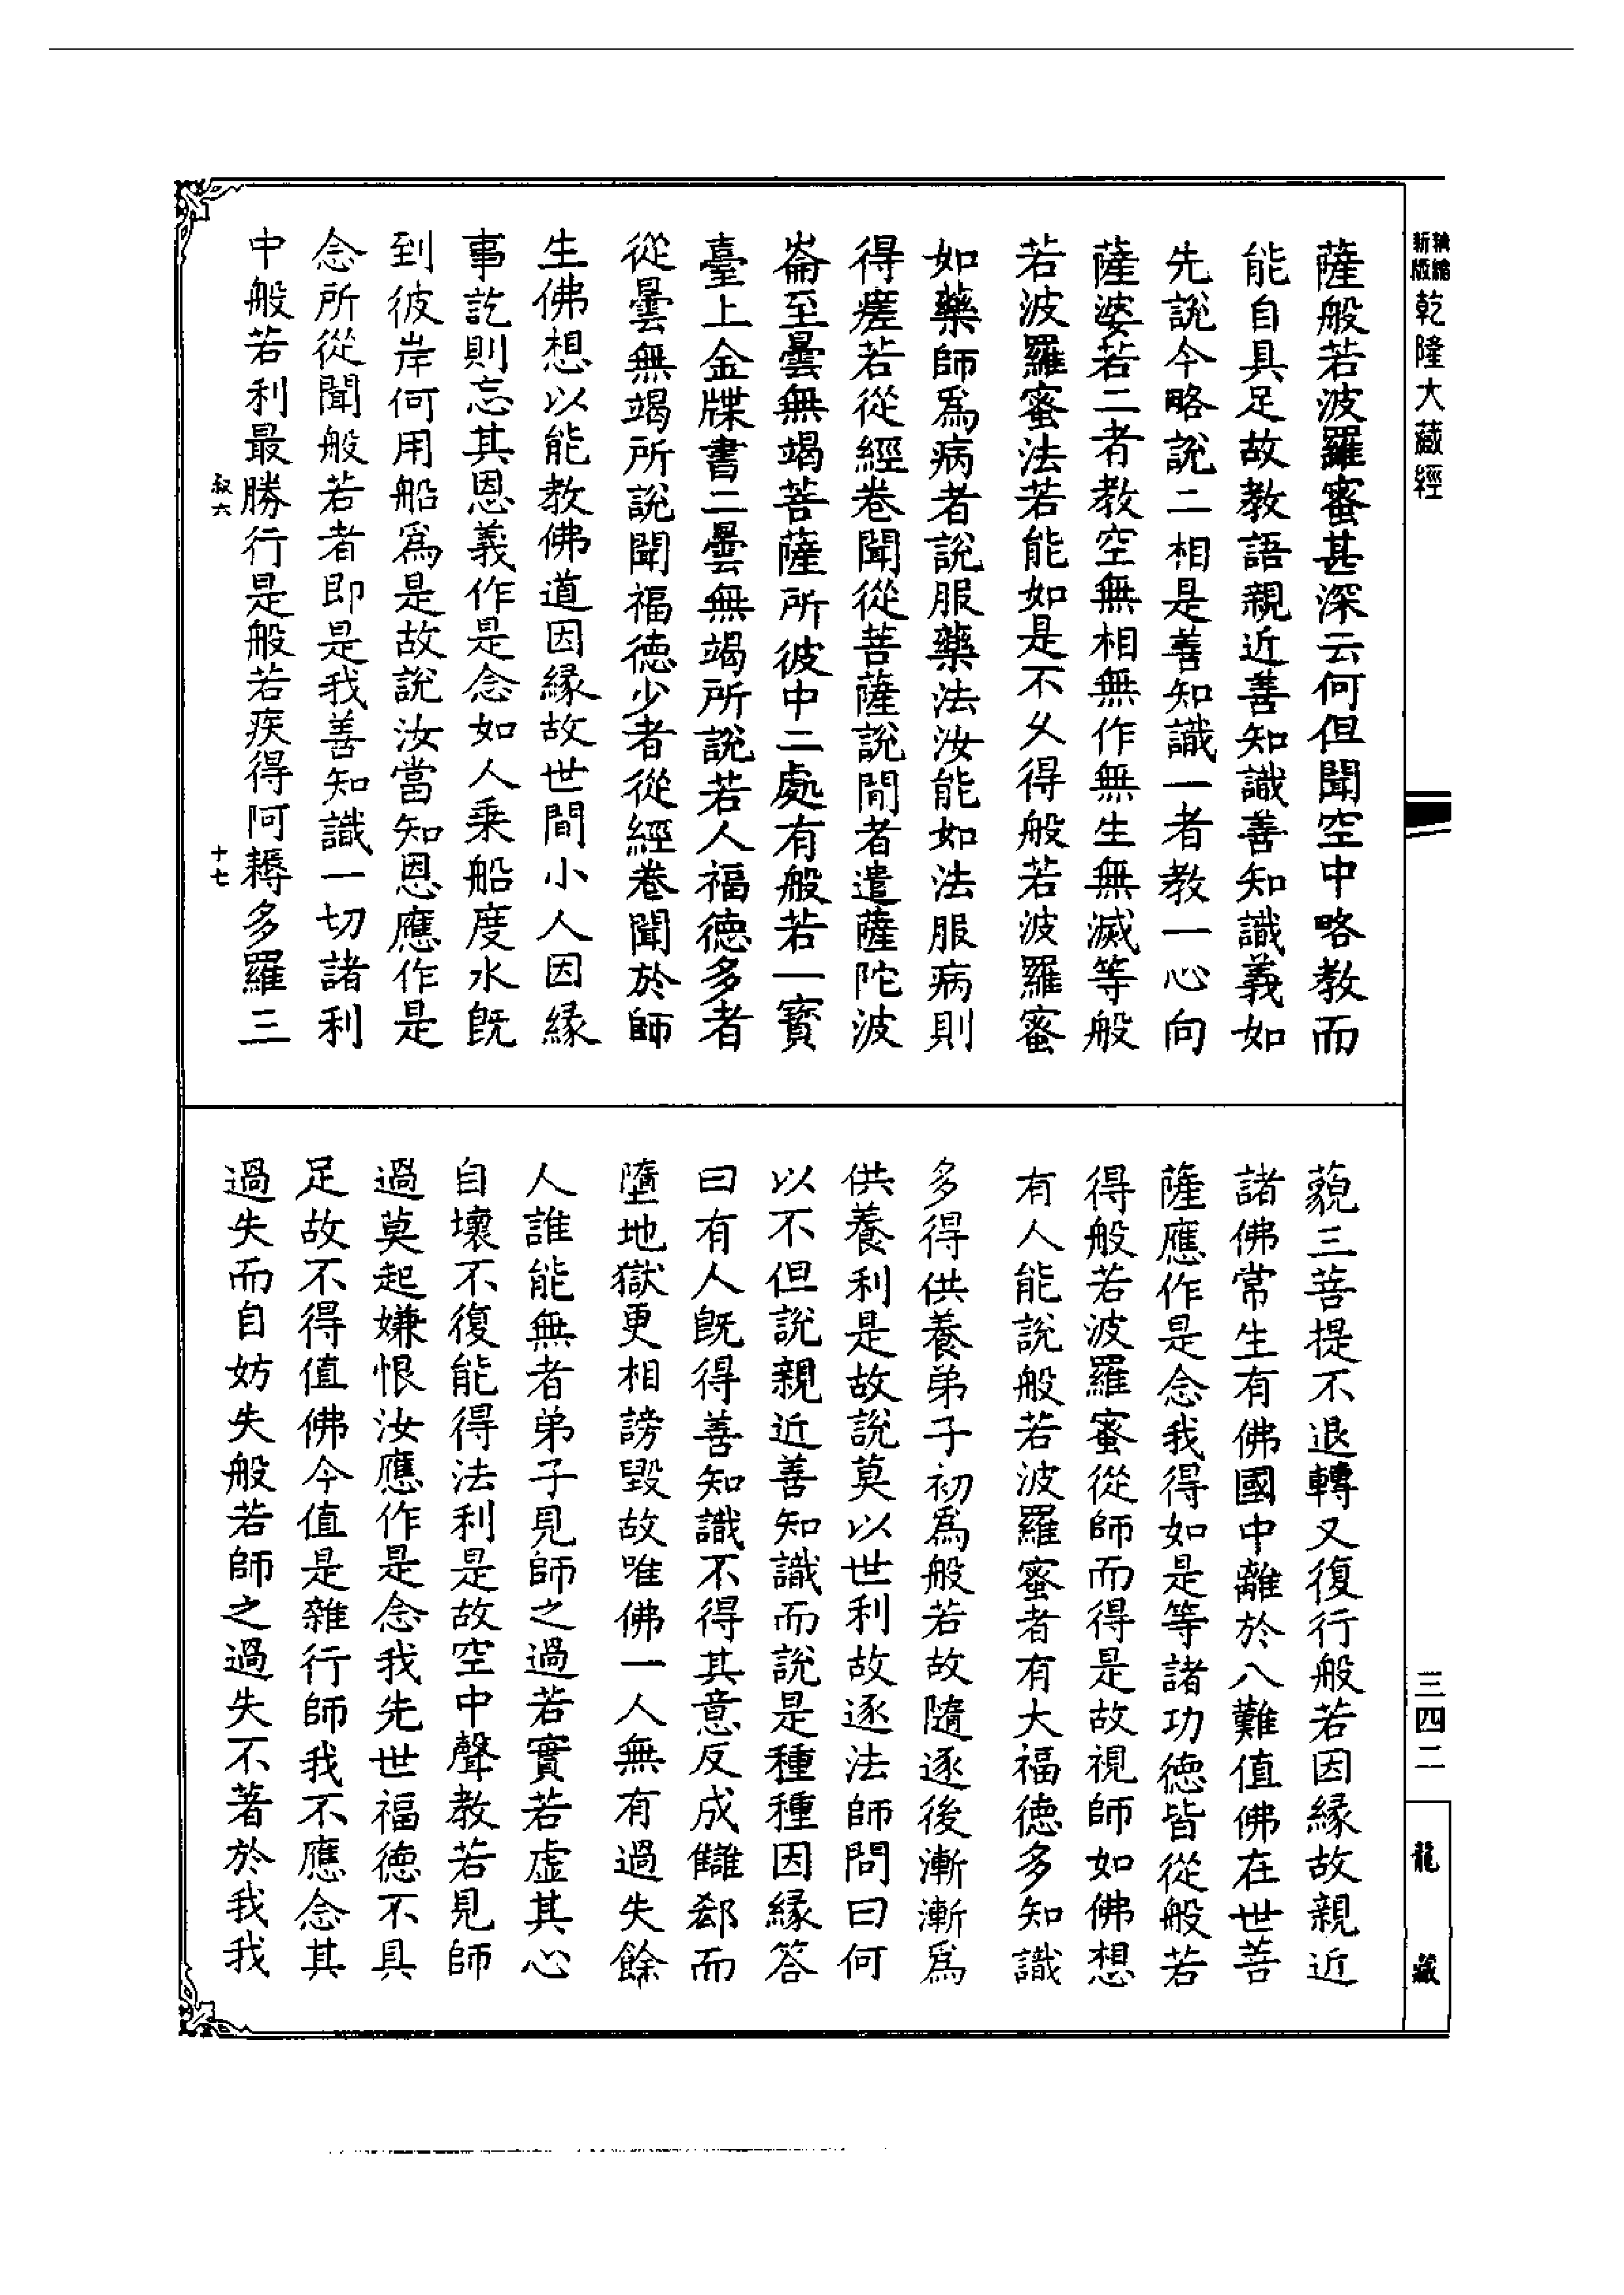 新版
精縮
乾隆大藏經
三四二
龍藏
薩般若波羅蜜甚深云何但聞空中略教而
能自具足故教語親近善知識善知識義如
先說今略說二相是善知識一者教一心向
薩婆若二者教空無相無作無生無滅等般
若波羅蜜法若能如是不久得般若波羅蜜
如藥師爲病者說服藥法汝能如法服病則
得瘥若從經卷聞從菩薩說聞者遣薩陀波
崙至曇無竭菩薩所彼中二處有般若一寶
臺上金牒書二曇無竭所說若人福德多者
從曇無竭所說聞福德少者從經卷聞於師
生佛想以能教佛道因緣故世間小人因緣
事訖則忘其恩義作是念如人乘船度水既
到彼岸何用船爲是故說汝當知恩應作是
念所從聞般若者即是我善知識一切諸利
中般若利最勝行是般若疾得阿耨多羅三
叙六
十七
藐三菩提不退轉又復行般若因緣故親近
諸佛常生有佛國中離於八難值佛在世菩
薩應作是念我得如是等諸功德皆從般若
得般若波羅蜜從師而得是故視師如佛想
有人能說般若波羅蜜者有大福德多知識
多得供養弟子初爲般若故隨逐後漸漸爲
供養利是故說莫以世利故逐法師問曰何
以不但說親近善知識而說是種種因緣答
曰有人既得善知識不得其意反成讎郄而
墮地獄更相謗毀故唯佛一人無有過失餘
人誰能無者弟子見師之過若實若虛其心
自壞不復能得法利是故空中聲教若見師
過莫起嫌恨汝應作是念我先世福德不具
足故不得值佛今值是雜行師我不應念其
過失而自妨失般若師之過失不著於我我